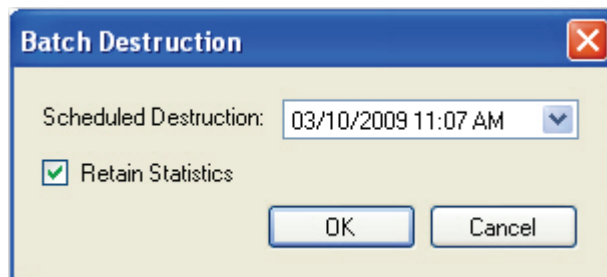 Batch Destruction
Scheduled Destruction: 03/10/2009 11:07 AM
Retain Statistics
OK Cancel